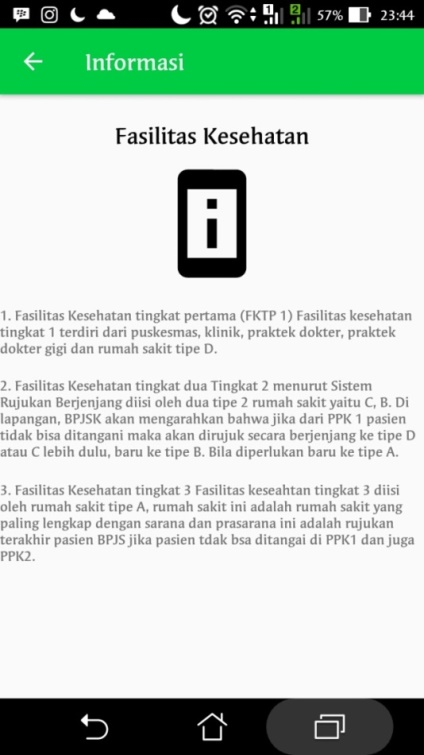 57% 23:44
Informasi
Fasilitas Kesehatan
1. Fasilitas Kesehatan tingkat pertama (FKTP 1) Fasilitas kesehatan
tingkat 1 terdiri dari puskesmas, klinik, praktek dokter, praktek
dokter gigi dan rumah sakit tipe D.
2. Fasilitas Kesehatan tingkat dua Tingkat 2 menurut Sistem
Rujukan Berjenjang diisi oleh dua tipe 2 rumah sakit yaitu C, B. Di
lapangan, BPJSK akan mengarahkan bahwa jika dari PPK 1 pasien
tidak bisa ditangani maka akan dirujuk secara berjenjang ke tipe D
atau C lebih dulu, baru ke tipe B. Bila diperlukan baru ke tipe A.
3. Fasilitas Kesehatan tingkat 3 Fasilitas keseahtan tingkat 3 diisi
oleh rumah sakit tipe A, rumah sakit ini adalah rumah sakit yang
paling lengkap dengan sarana dan prasarana ini adalah rujukan
terakhir pasien BPJS jika pasien tdak bsa ditangai di PPK1 dan juga
PPK2.